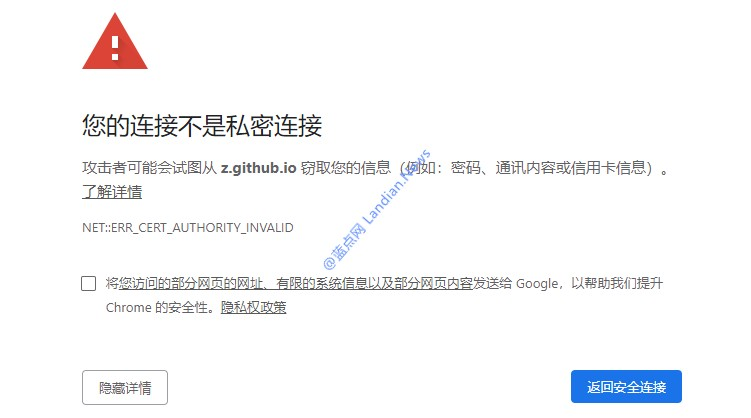 您的连接不是私密连接
攻击者可能会试图从 z.github.io 窃取您的信息（例如：密码、通讯内容或信用卡信息）。
了解详情
NET::ERR_CERT_AUTHORITY_INVALID
@蓝点网 Landian.News
将您访问的部分网页的网址、有限的系统信息以及部分网页内容发送给 Google，以帮助我们提升
Chrome 的安全性。隐私权政策
隐藏详情
返回安全连接